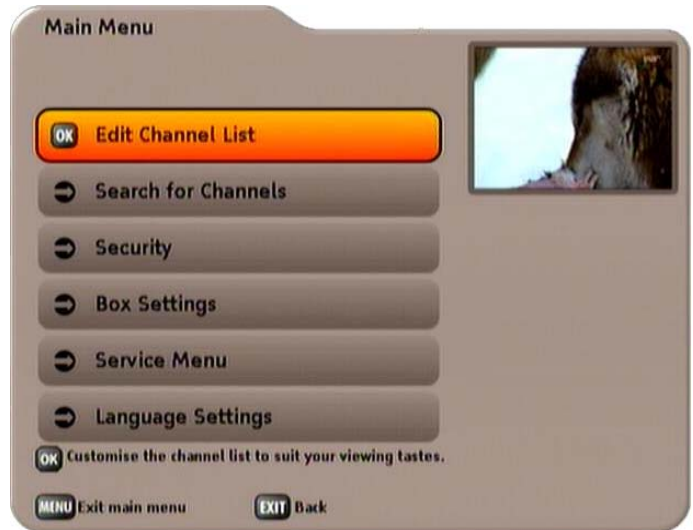 Main Menu
OK Edit Channel List
Search for Channels
Security
Box Settings
Service Menu
Language Settings
OK Customise the channel list to suit your viewing tastes.
MENU Exit main menu EXIT Back